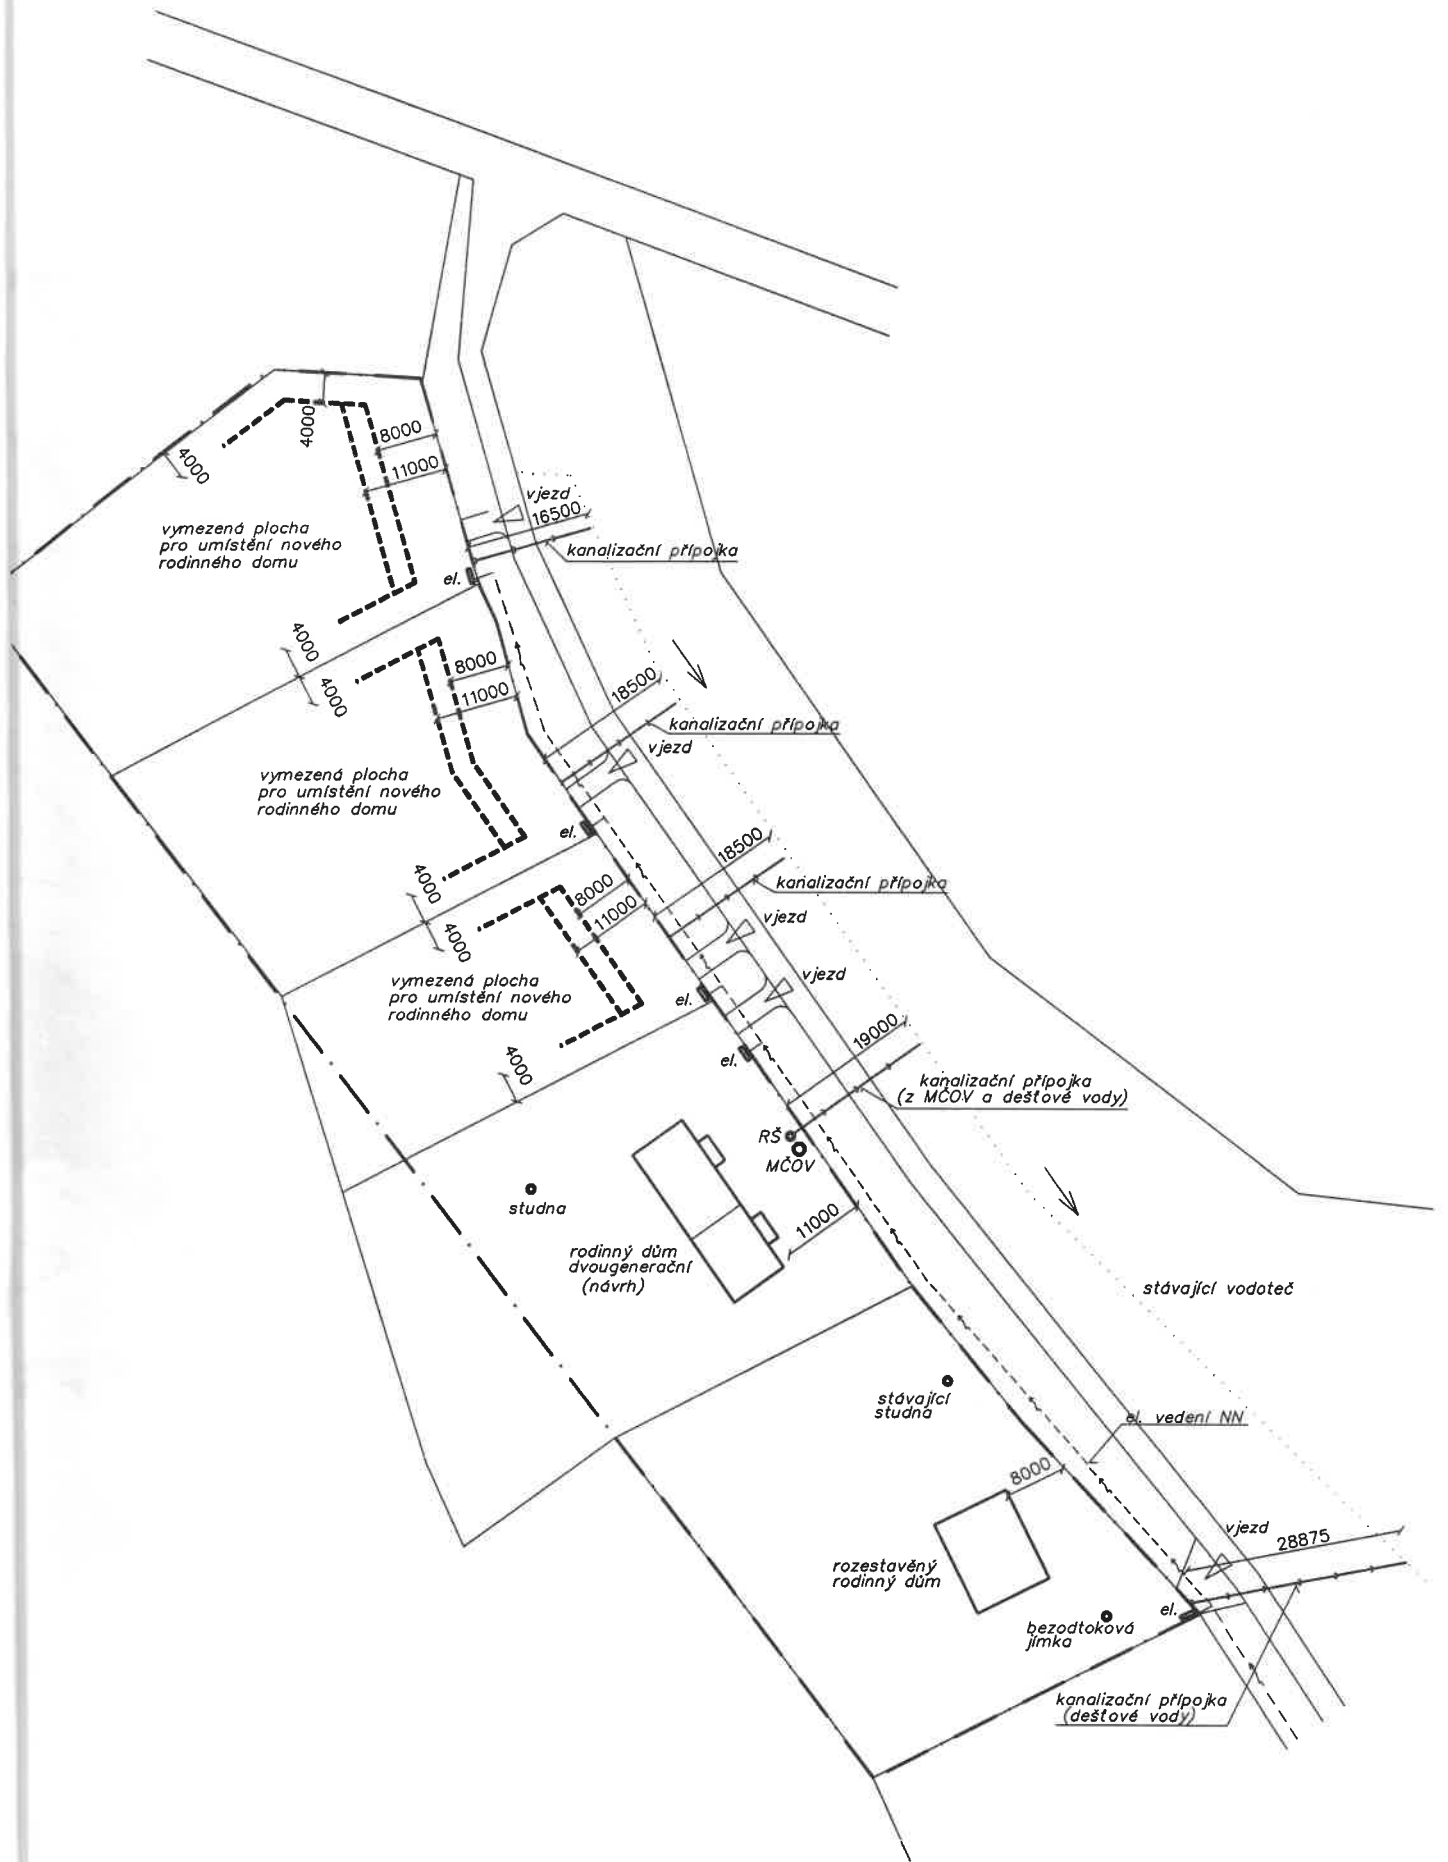 4000
8000
4000
11000
vjezd
16500
vymezená plocha
pro umístění nového
rodinného domu
kanalizační přípojka
el.
4000
4000
8000
11000
18500
kanalizační přípojka
vjezd
vymezená plocha
pro umístění nového
rodinného domu
el.
18500
4000
4000
8000
11000
kanalizační přípojka
vjezd
vjezd
vymezená plocha
pro umístění nového
rodinného domu
el.
19000
4000
el.
kanalizační přípojka
(z MČOV a dešťové vody)
RŠ
MČOV
studna
11000
rodinný dům
dvougenerační
(návrh)
stávající vodoteč
stávající
studna
el. vedení NN
8000
vjezd
28875
rozestavěný
rodinný dům
el.
bezodtoková
jímka
kanalizační přípojka
(dešťové vody)